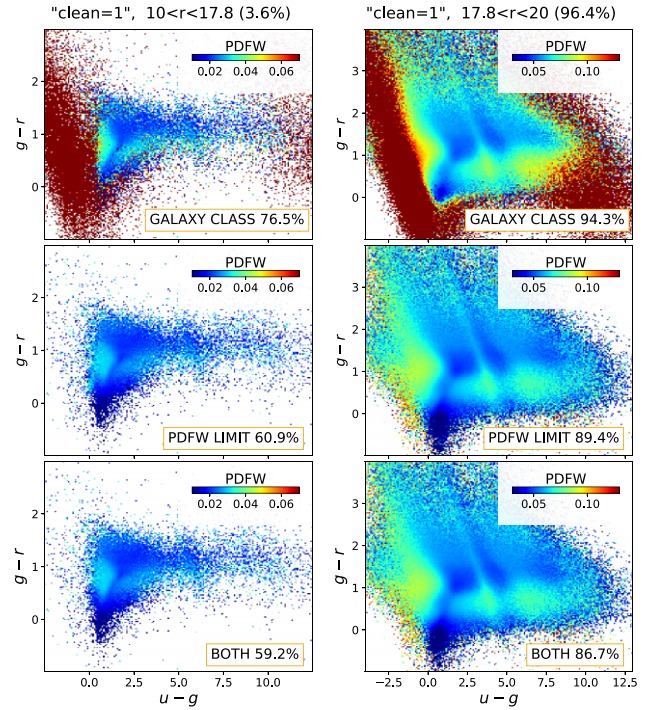 "clean=1", 10<r<17.8 (3.6%)
"clean=1", 17.8<r<20 (96.4%)
PDFW
0.02 0.04 0.06
g − r
2
1
0
GALAXY CLASS 76.5%
PDFW
0.05 0.10
g − r
3
2
1
0
GALAXY CLASS 94.3%
PDFW
0.02 0.04 0.06
g − r
2
1
0
PDFW LIMIT 60.9%
PDFW
0.05 0.10
g − r
3
2
1
0
PDFW LIMIT 89.4%
PDFW
0.02 0.04 0.06
g − r
2
1
0
BOTH 59.2%
0.0 2.5 5.0 7.5 10.0
u − g
PDFW
0.05 0.10
g − r
3
2
1
0
BOTH 86.7%
−2.5 0.0 2.5 5.0 7.5 10.0 12.5
u − g